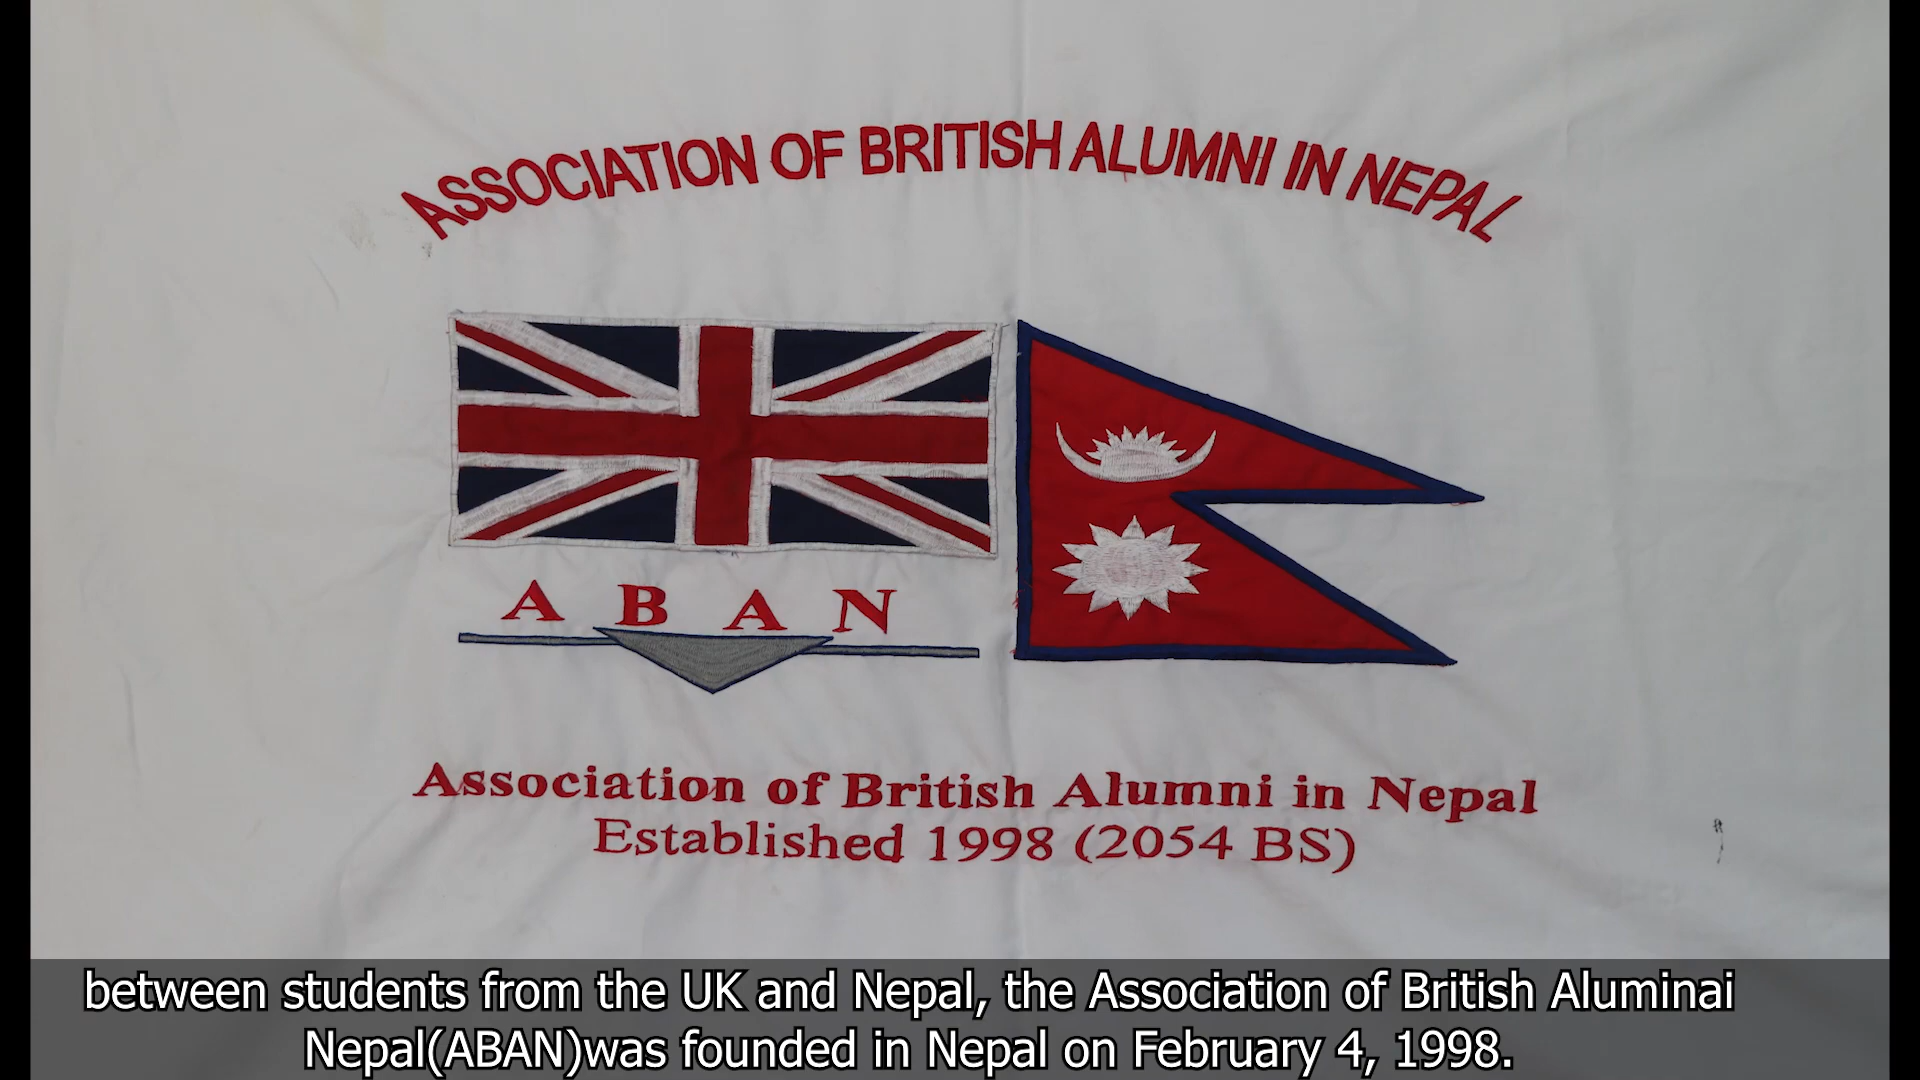 ASSOCIATION OF BRITISH ALUMNI IN NEPAL
A B A N
Association of British Alumni in Nepal
Established 1998 (2054 BS)
between students from the UK and Nepal, the Association of British Aluminai
Nepal(ABAN)was founded in Nepal on February 4, 1998.